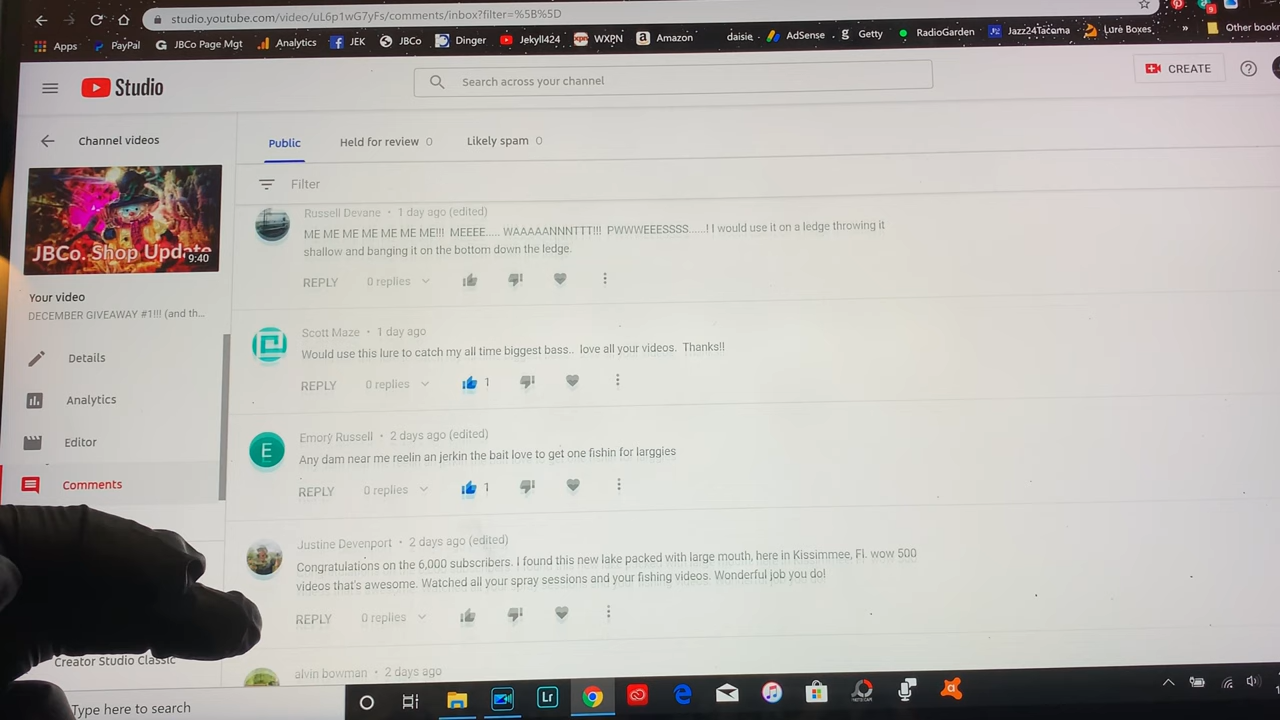 studio.youtube.com/video/uL6p1wG7yFs/comments/inbox?filter=%5B%5D
Apps PayPal JBCo Page Mgt Analytics JEK JBCo Dinger Jekyll424 WXPN Amazon daisie AdSense Getty RadioGarden Jazz24Tacoma Lure Boxes » Other bookr
Studio
Search across your channel
CREATE
Channel videos
JBCo. Shop Update
9:40
Your video
DECEMBER GIVEAWAY #1!!! (and th...
Details
Analytics
Editor
Comments
Creator Studio Classic
Public Held for review 0 Likely spam 0
Filter
Russell Devane • 1 day ago (edited)
ME ME ME ME ME ME ME!!! MEEEE..... WAAAAANNNTTT!!! PWWWEEESSSS......! I would use it on a ledge throwing it
shallow and banging it on the bottom down the ledge.
REPLY 0 replies
Scott Maze • 1 day ago
Would use this lure to catch my all time biggest bass.. love all your videos. Thanks!!
REPLY 0 replies 1
E
Emory Russell • 2 days ago (edited)
Any dam near me reelin an jerkin the bait love to get one fishin for larggies
REPLY 0 replies 1
Justine Devenport • 2 days ago (edited)
Congratulations on the 6,000 subscribers. I found this new lake packed with large mouth, here in Kissimmee, Fl. wow 500
videos that's awesome. Watched all your spray sessions and your fishing videos. Wonderful job you do!
REPLY 0 replies
alvin bowman • 2 days ago
Type here to search
Lr